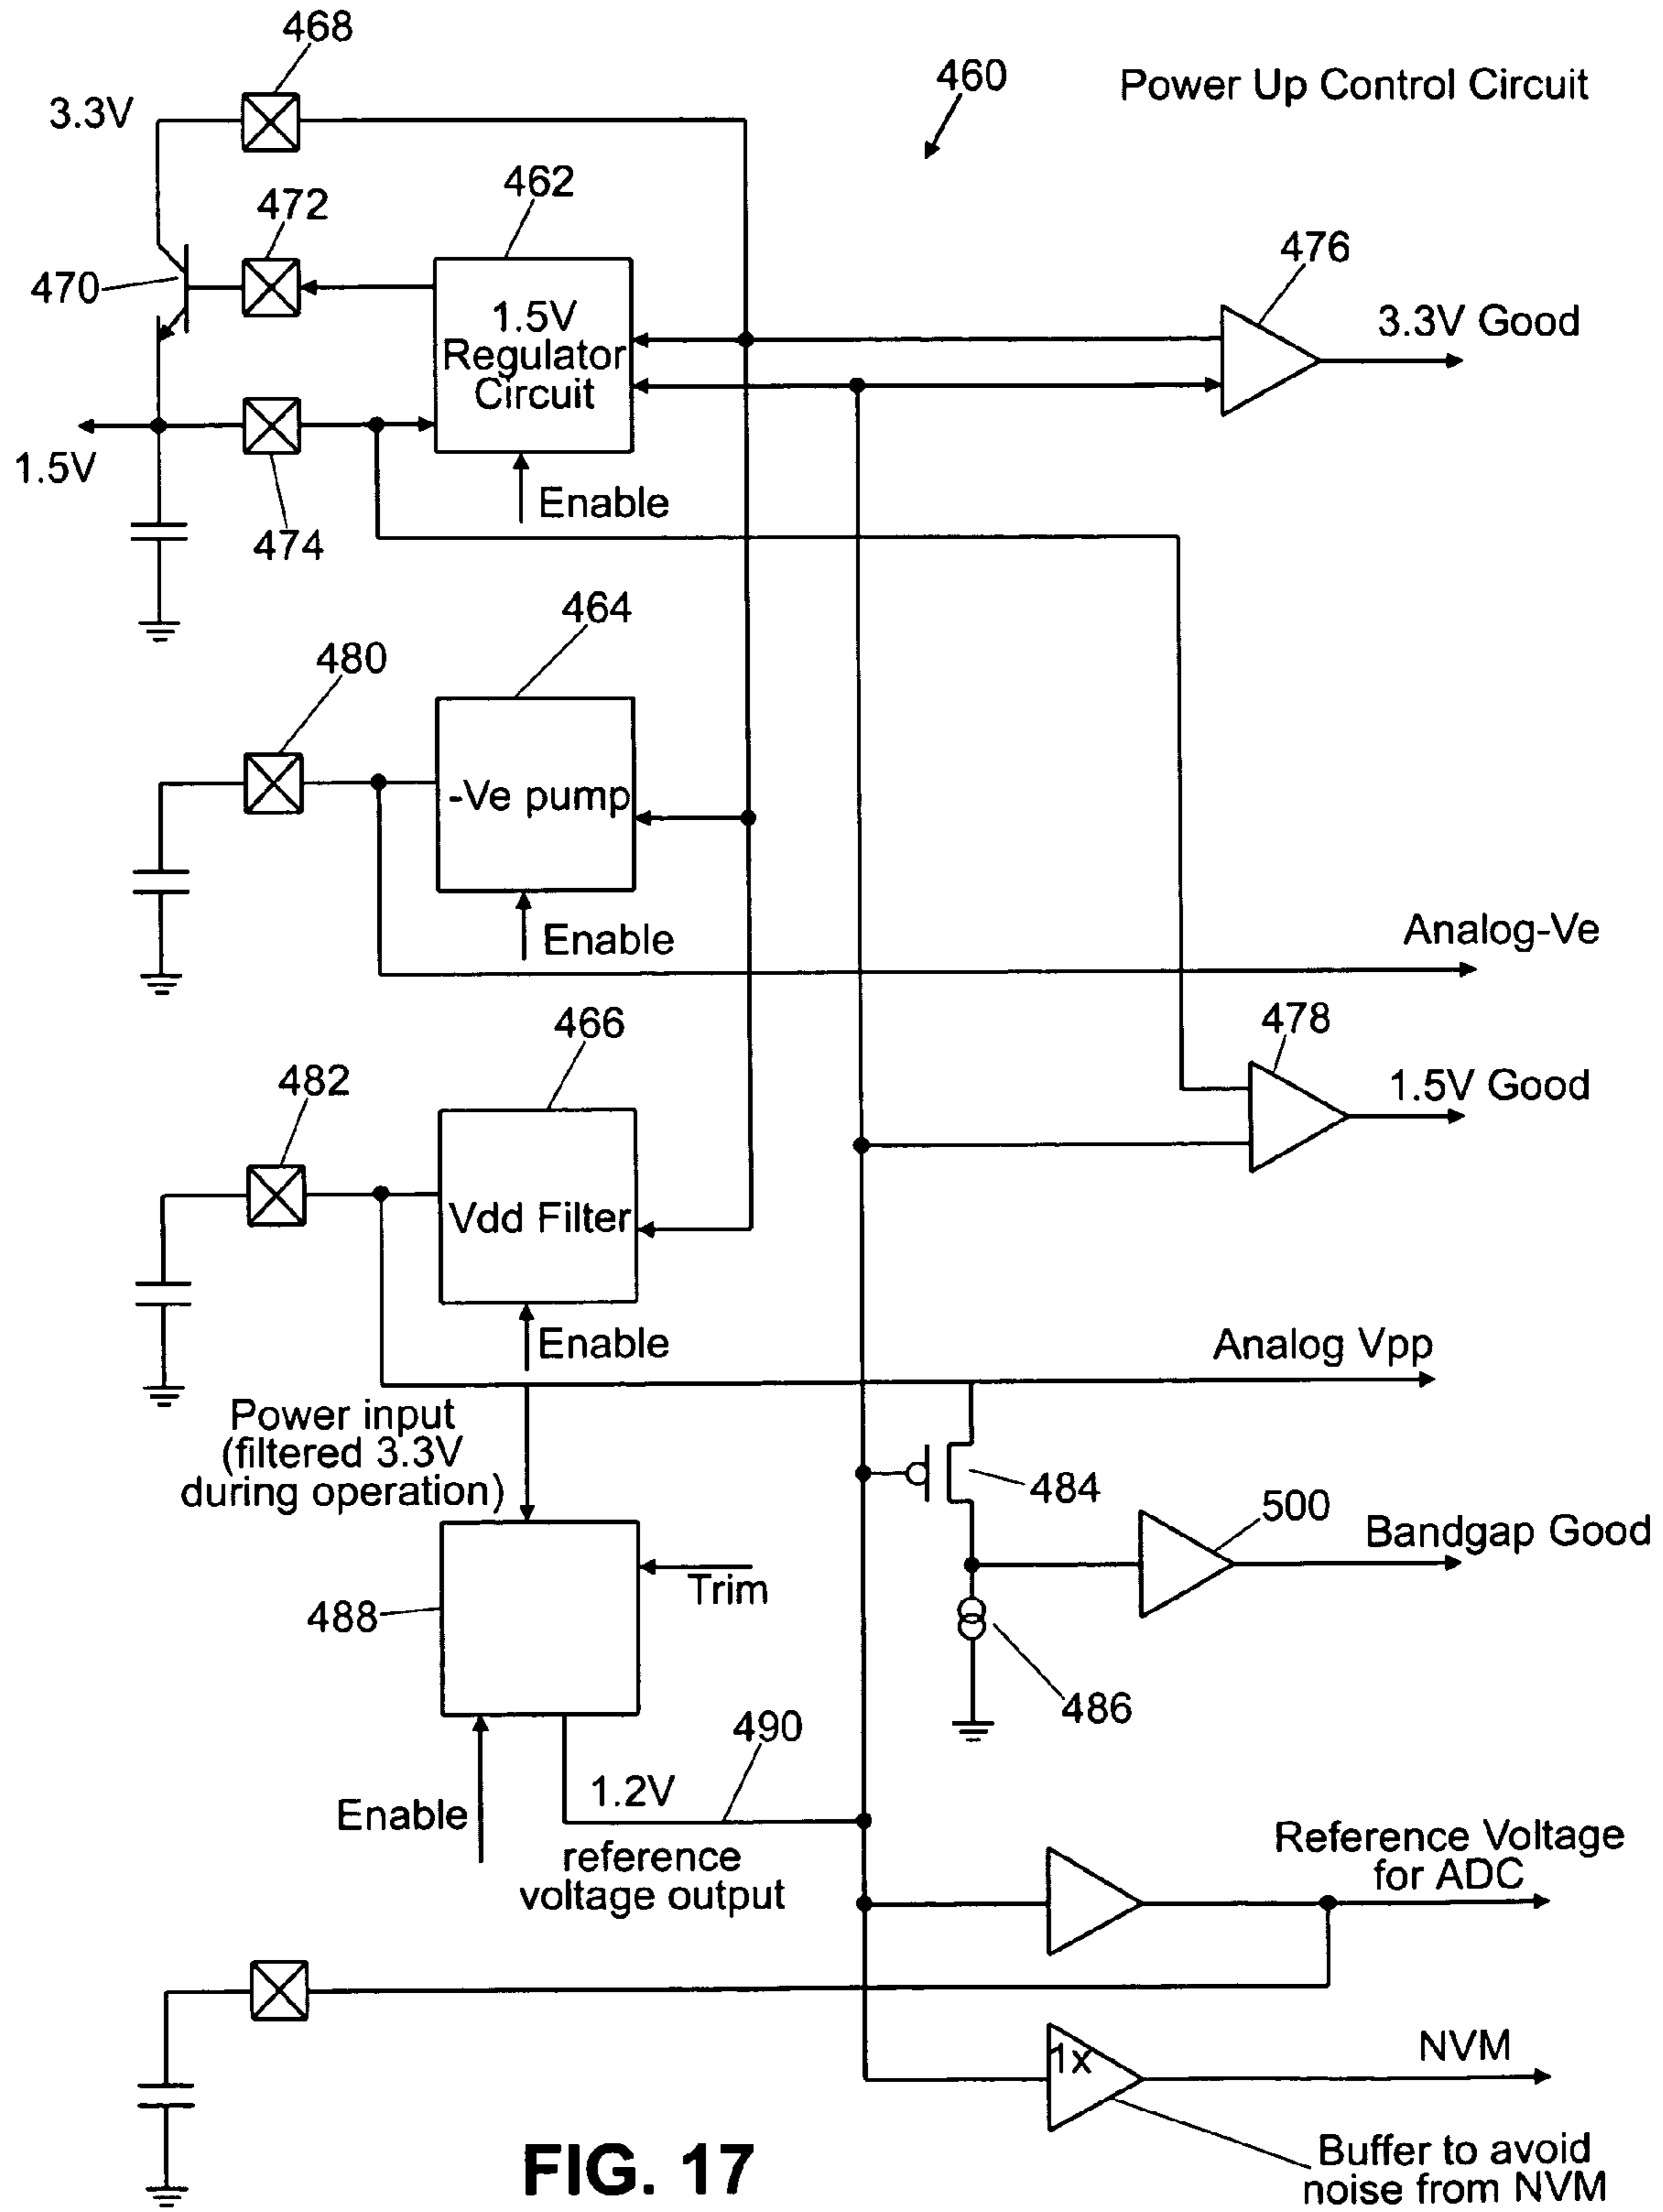 468
460
Power Up Control Circuit
3.3V
462
472
476
470
1.5V
Regulator
Circuit
3.3V Good
1.5V
Enable
474
464
480
-Ve pump
Enable
Analog-Ve
466
478
482
1.5V Good
Vdd Filter
Enable
Analog Vpp
Power input
(filtered 3.3V
during operation)
484
500
Bandgap Good
Trim
488
486
490
1.2V
Enable
reference
voltage output
Reference Voltage
for ADC
1x
NVM
FIG. 17
Buffer to avoid
noise from NVM